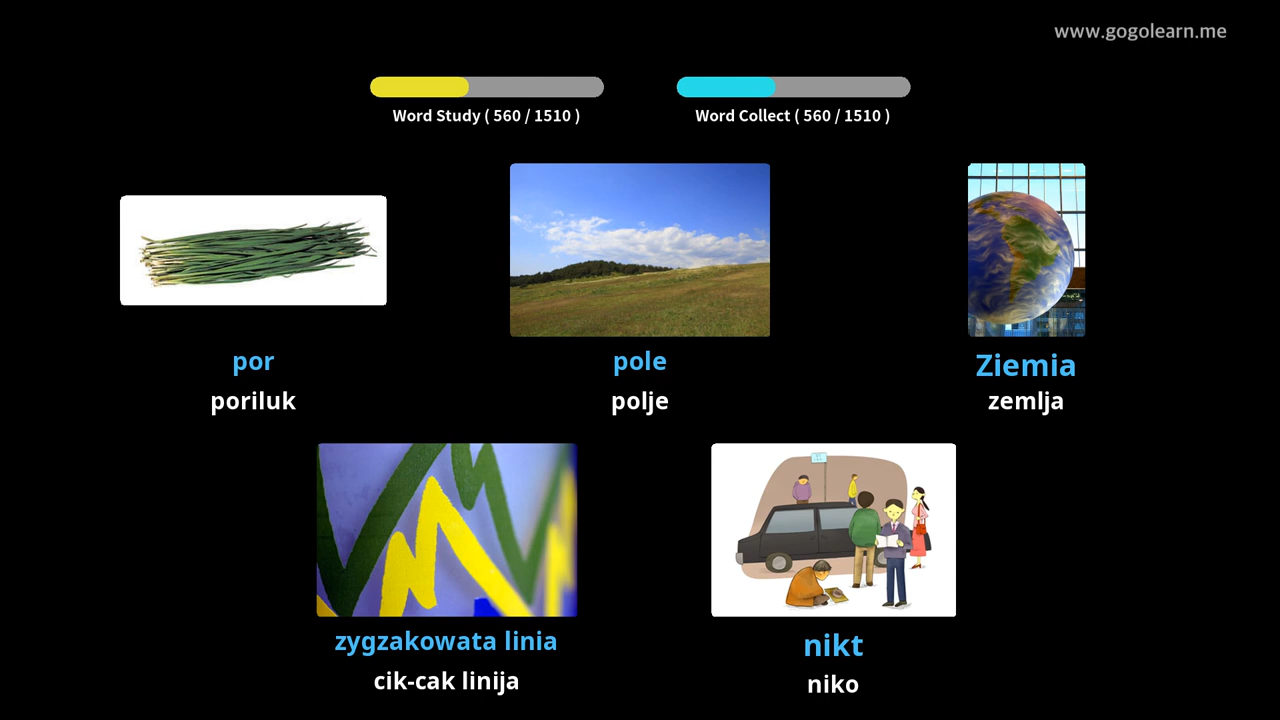 www.gogolearn.me
Word Study ( 560 / 1510 )
Word Collect ( 560 / 1510 )
por
poriluk
pole
polje
Ziemia
zemlja
zygzakowata linia
cik-cak linija
nikt
niko